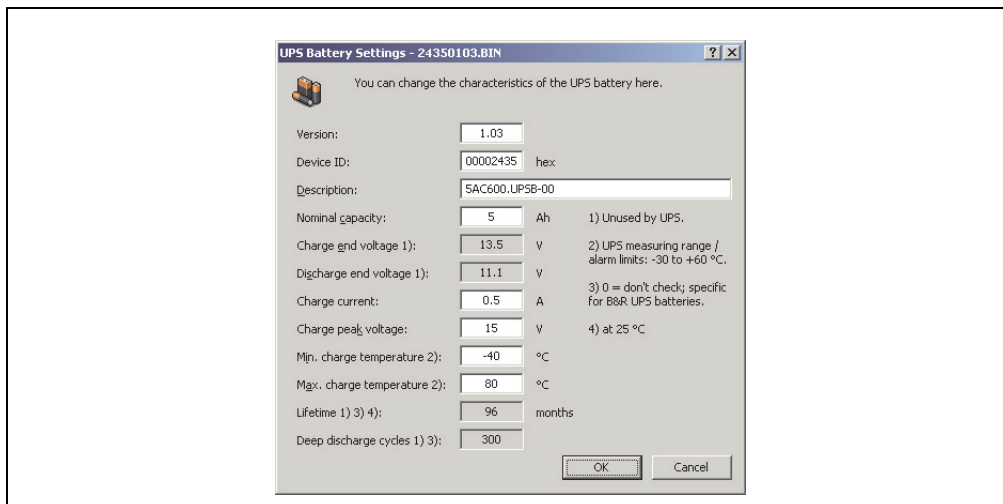 UPS Battery Settings - 24350103.BIN
You can change the characteristics of the UPS battery here.
Version: 1.03
Device ID: 00002435 hex
Description: 5AC600.UPSB-00
Nominal capacity: 5 Ah 1) Unused by UPS.
Charge end voltage 1): 13.5 V 2) UPS measuring range /
alarm limits: -30 to +60 °C.
Discharge end voltage 1): 11.1 V
3) 0 = don't check; specific
Charge current: 0.5 A for B&R UPS batteries.
Charge peak voltage: 15 V 4) at 25 °C
Min. charge temperature 2): -40 °C
Max. charge temperature 2): 80 °C
Lifetime 1) 3) 4): 96 months
Deep discharge cycles 1) 3): 300
OK Cancel